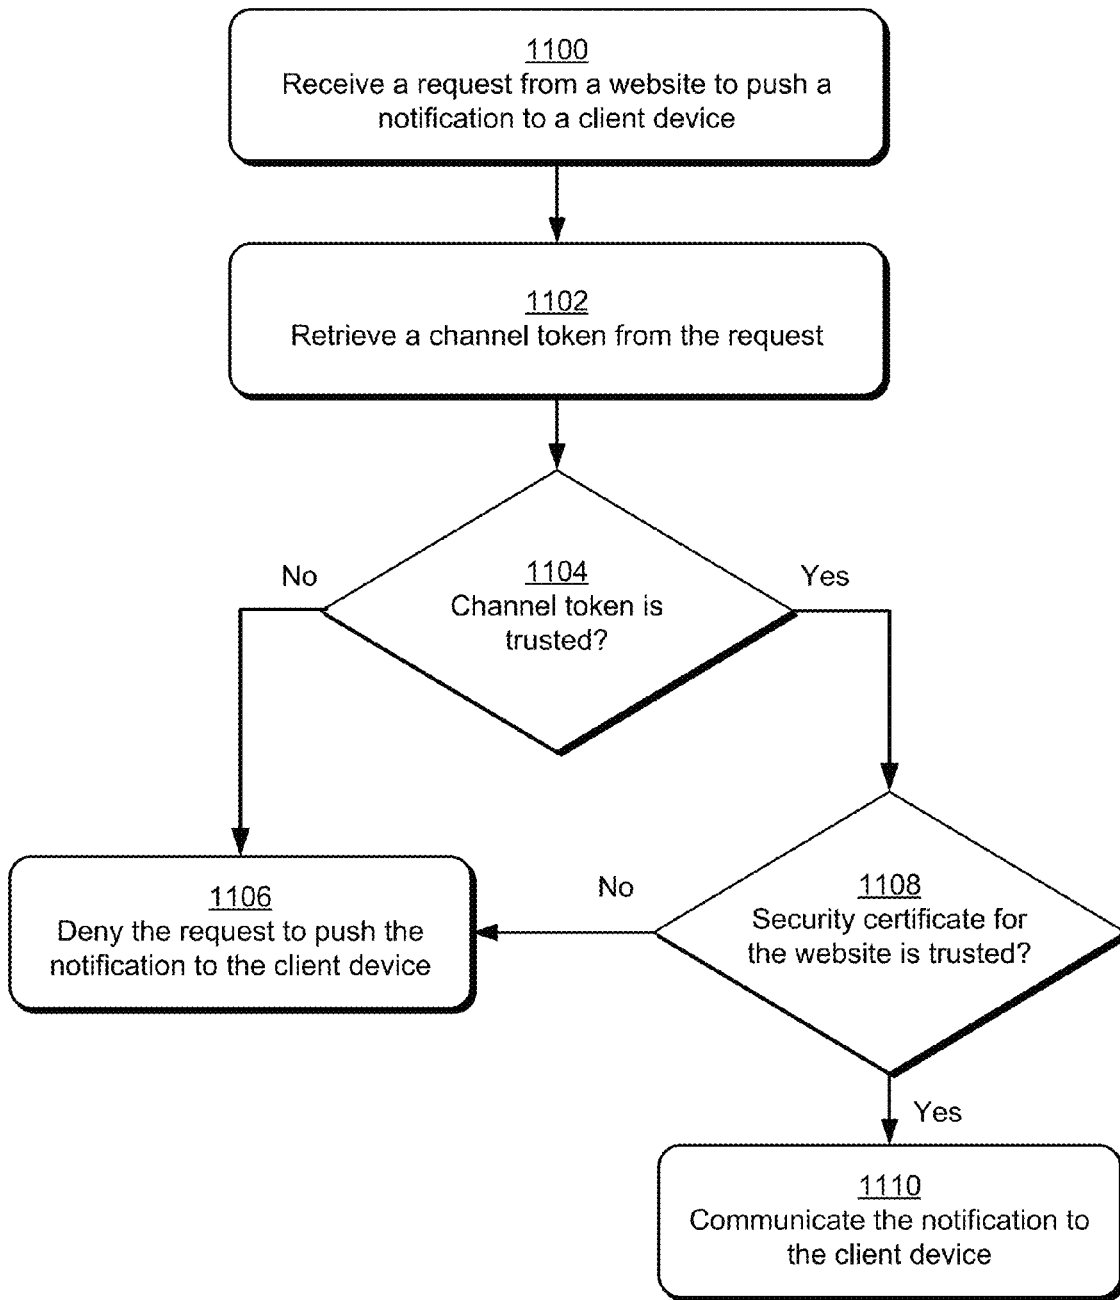 1100
Receive a request from a website to push a
notification to a client device
1102
Retrieve a channel token from the request
No
1104
Yes
Channel token is
trusted?
1106
Deny the request to push the
notification to the client device
No
1108
Security certificate for
the website is trusted?
Yes
1110
Communicate the notification to
the client device